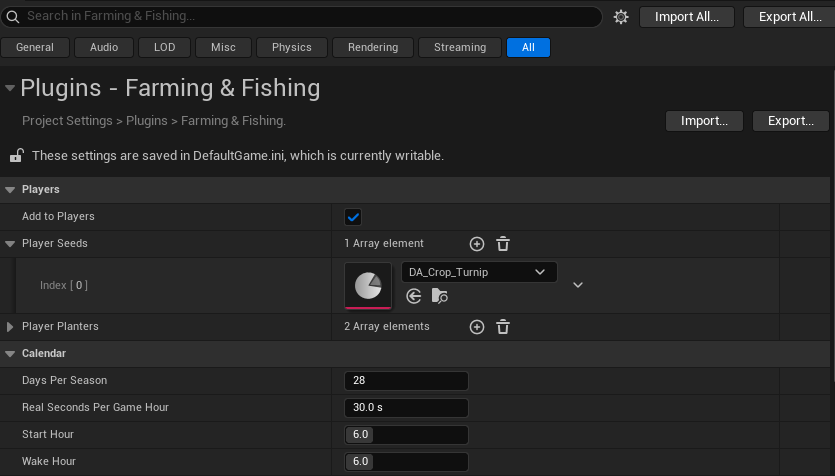 Search in Farming & Fishing...
Import All...
Export All...
General
Audio
LOD
Misc
Physics
Rendering
Streaming
All
Plugins - Farming & Fishing
Project Settings > Plugins > Farming & Fishing.
Import...
Export...
These settings are saved in DefaultGame.ini, which is currently writable.
Players
Add to Players
Player Seeds
1 Array element
Index [ 0 ]
DA_Crop_Turnip
Player Planters
2 Array elements
Calendar
Days Per Season
28
Real Seconds Per Game Hour
30.0 s
Start Hour
6.0
Wake Hour
6.0